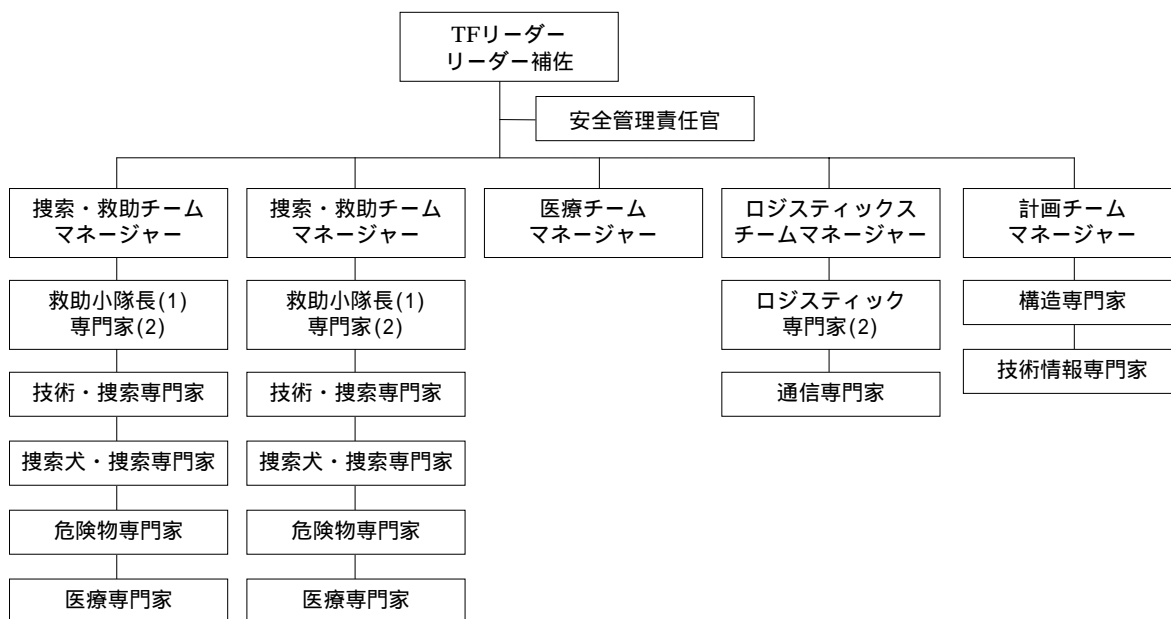 TFリーダー
リーダー補佐
安全管理責任官
捜索・救助チーム
マネージャー
捜索・救助チーム
マネージャー
医療チーム
マネージャー
ロジスティックス
チームマネージャー
計画チーム
マネージャー
救助小隊長(1)
専門家(2)
救助小隊長(1)
専門家(2)
ロジスティック
専門家(2)
構造専門家
技術・捜索専門家
技術・捜索専門家
通信専門家
技術情報専門家
捜索犬・捜索専門家
捜索犬・捜索専門家
危険物専門家
危険物専門家
医療専門家
医療専門家